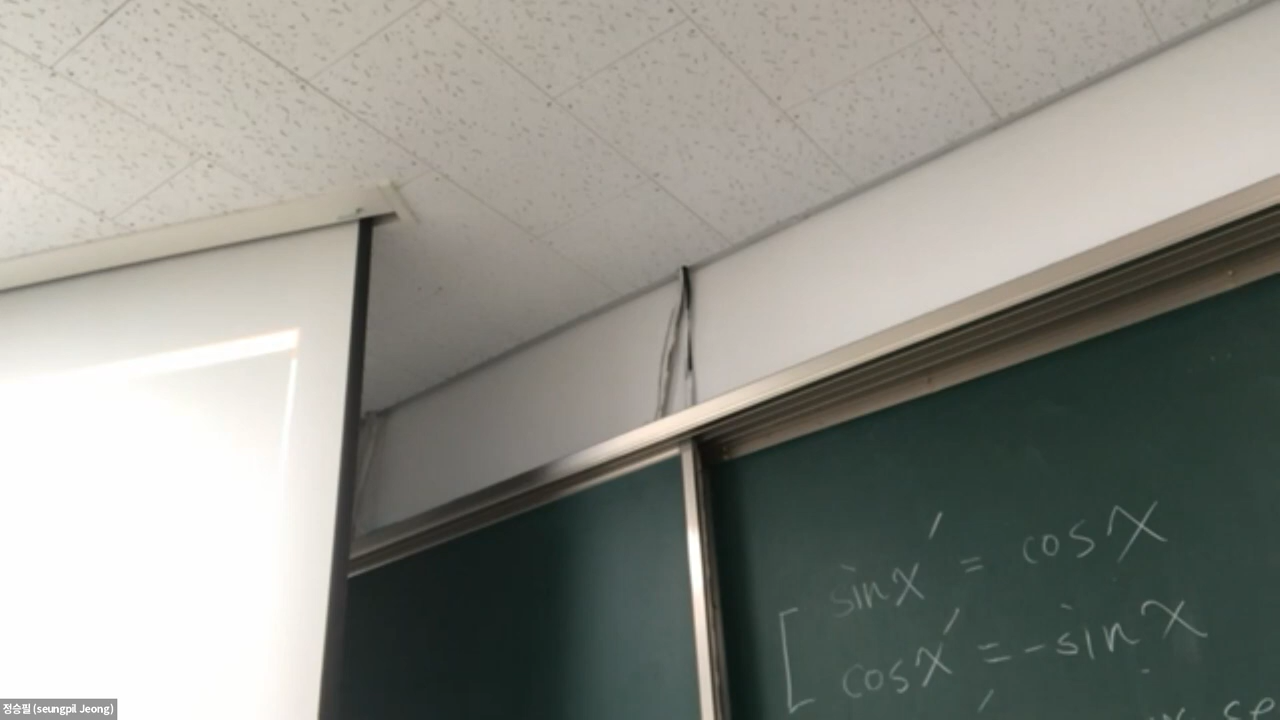 sinx′ = cosx
cosx′ = -sinx
정승필 (seungpil Jeong)